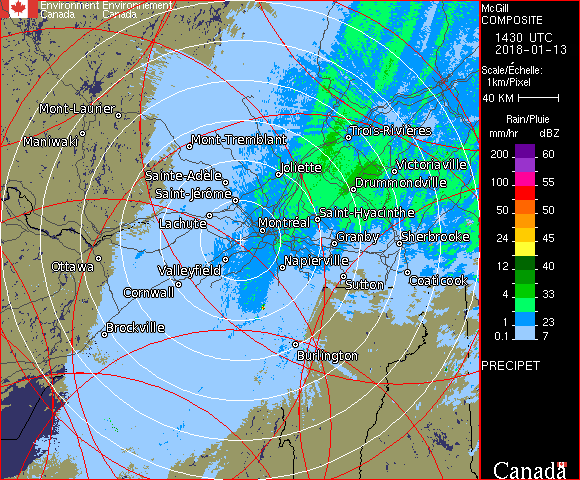 Environment Environnement
Canada Canada
McGill
COMPOSITE
1430 UTC
2018-01-13
Scale/Échelle:
1km/Pixel
40 KM
Rain/Pluie
mm/hr dBZ
200 60
100 55
50 50
24 45
12 40
4 33
1 23
0.1 7
PRECIPET
Canada
Mont-Laurier
Maniwaki
Mont-Tremblant
Trois-Rivières
Joliette
Victoriaville
Sainte-Adèle
Drummondville
Saint-Jérôme
Saint-Hyacinthe
Lachute
Montréal
Granby
Sherbrooke
Ottawa
Valleyfield
Napierville
Cornwall
Sutton
Coaticook
Brockville
Burlington